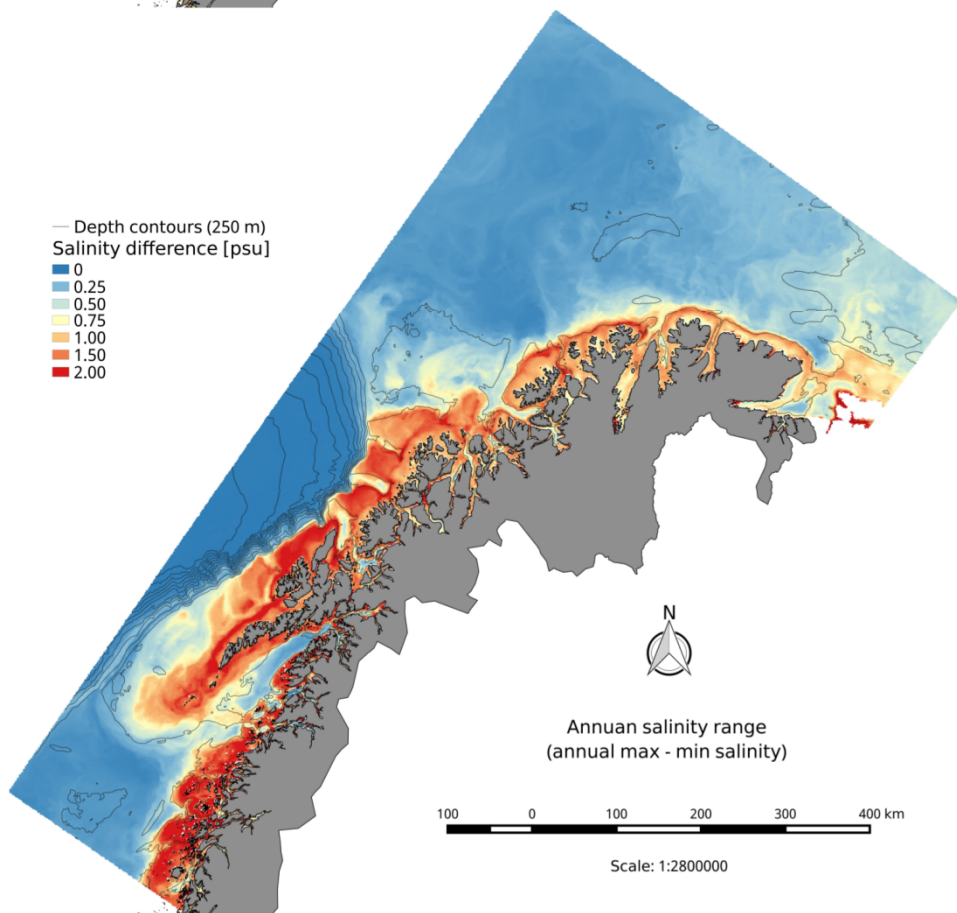 Depth contours (250 m)
Salinity difference [psu]
0
0.25
0.50
0.75
1.00
1.50
2.00
N
Annuan salinity range
(annual max - min salinity)
100 0 100 200 300 400 km
Scale: 1:2800000